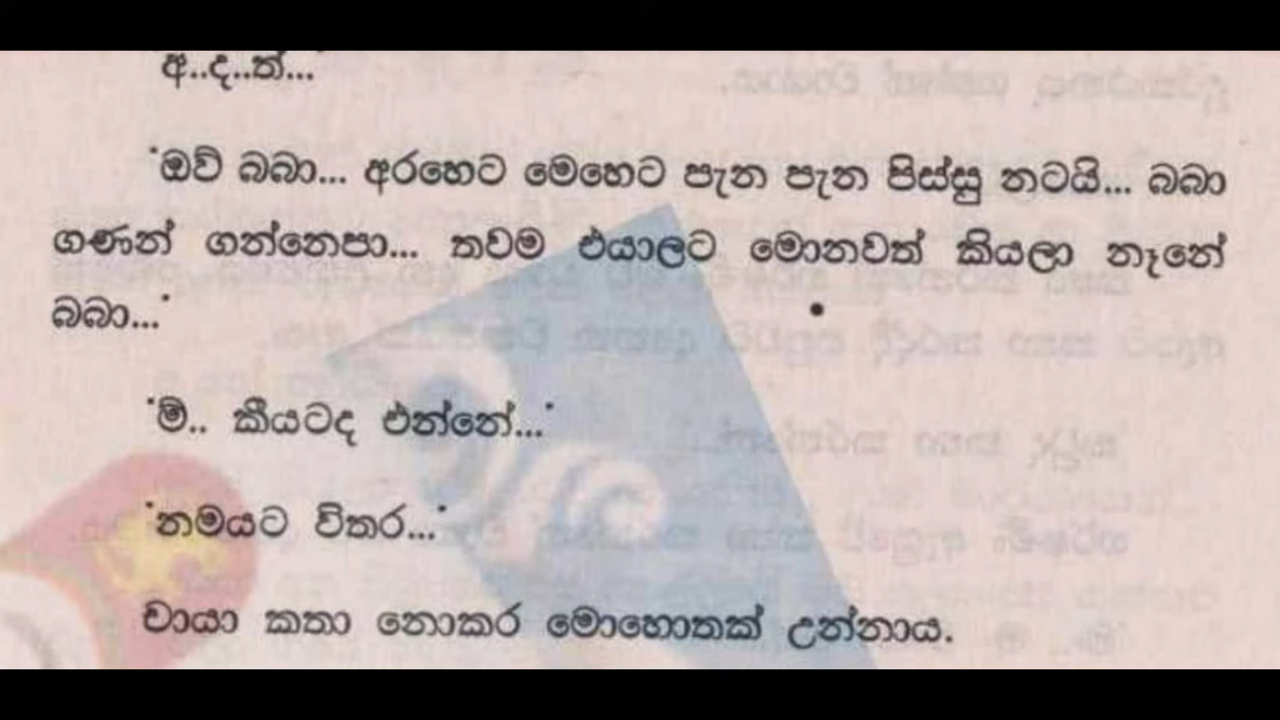 අ..ද..ත්...'
'ඔව් බබා... අරහෙට මෙහෙට පැන පැන පිස්සු නටයි... බබා
ගණන් ගන්නෙපා... තවම එයාලට මොනවත් කියලා නෑනේ
බබා...'
'ම්.. කීයටද එන්නේ...'
'නමයට විතර...'
චායා කතා නොකර මොහොතක් උන්නාය.